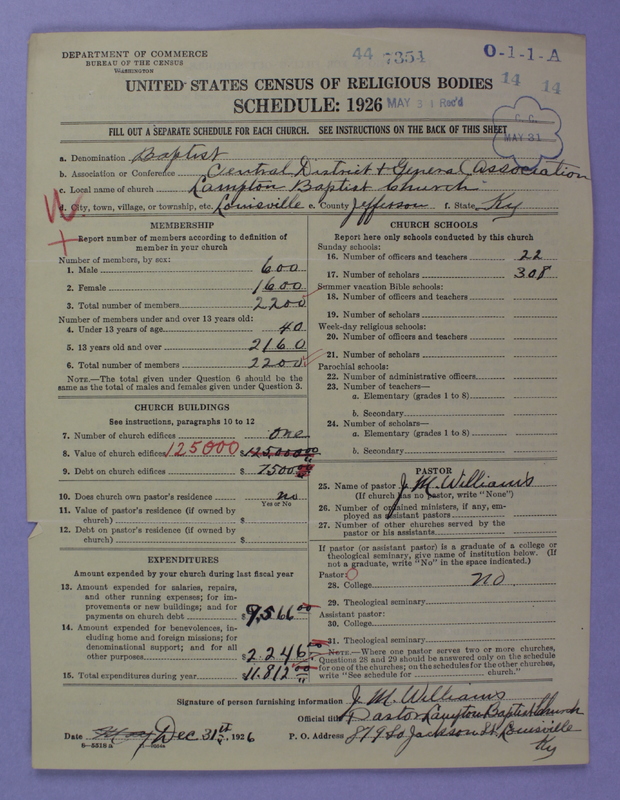 DEPARTMENT OF COMMERCE
BUREAU OF THE CENSUS
WASHINGTON
44 7354
O-1-1-A
14 14
UNITED STATES CENSUS OF RELIGIOUS BODIES
SCHEDULE: 1926
MAY 31 Rec'd
C. G.
MAY 31
FILL OUT A SEPARATE SCHEDULE FOR EACH CHURCH. SEE INSTRUCTIONS ON THE BACK OF THIS SHEET
a. Denomination Baptist
b. Association or Conference Central District & General Association
c. Local name of church Lampton Baptist Church
d. City, town, village, or township, etc. Louisville e. County Jefferson f. State Ky
MEMBERSHIP
Report number of members according to definition of
member in your church
Number of members, by sex:
1. Male 600
2. Female 1600
3. Total number of members 2200
Number of members under and over 13 years old:
4. Under 13 years of age 40
5. 13 years old and over 2160
6. Total number of members 2200
NOTE.—The total given under Question 6 should be the
same as the total of males and females given under Question 3.
CHURCH BUILDINGS
See instructions, paragraphs 10 to 12
7. Number of church edifices one
8. Value of church edifices 125000 $125,000 00
9. Debt on church edifices $7500
10. Does church own pastor's residence no
Yes or No
11. Value of pastor's residence (if owned by
church) $
12. Debt on pastor's residence (if owned by
church) $
EXPENDITURES
Amount expended by your church during last fiscal year
13. Amount expended for salaries, repairs,
and other running expenses; for im-
provements or new buildings; and for
payments on church debt $9,566 00
14. Amount expended for benevolences, in-
cluding home and foreign missions; for
denominational support; and for all
other purposes $2,246 00
15. Total expenditures during year $11,812 00
CHURCH SCHOOLS
Report here only schools conducted by this church
Sunday schools:
16. Number of officers and teachers 22
17. Number of scholars 308
Summer vacation Bible schools:
18. Number of officers and teachers
19. Number of scholars
Week-day religious schools:
20. Number of officers and teachers
21. Number of scholars
Parochial schools:
22. Number of administrative officers
23. Number of teachers—
a. Elementary (grades 1 to 8)
b. Secondary
24. Number of scholars—
a. Elementary (grades 1 to 8)
b. Secondary
PASTOR
25. Name of pastor J. M. Williams
(If church has no pastor, write "None")
26. Number of ordained ministers, if any, em-
ployed as assistant pastors
27. Number of other churches served by the
pastor or his assistants
If pastor (or assistant pastor) is a graduate of a college or
theological seminary, give name of institution below. (If
not a graduate, write "No" in the space indicated.)
Pastor: 0
28. College no
29. Theological seminary
Assistant pastor:
30. College
31. Theological seminary
NOTE.—Where one pastor serves two or more churches,
Questions 28 and 29 should be answered only on the schedule
for one of the churches; on the schedules for the other churches,
write "See schedule for church."
Signature of person furnishing information J. M. Williams
Official title Pastor Lampton Baptist Church
Date Dec 31st, 1926 P. O. Address 819 So Jackson St. Louisville
Ky
6—5518 a